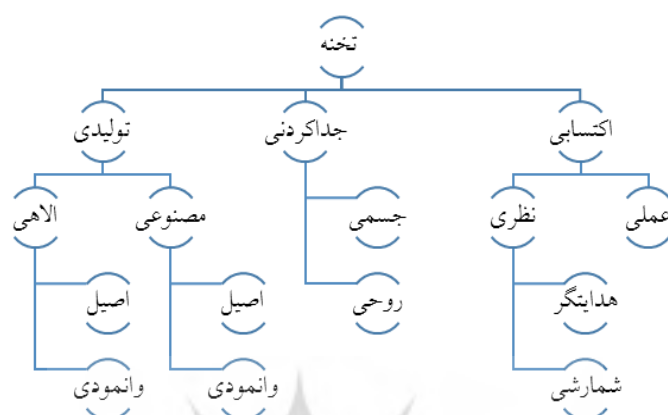 تخنه
اکتسابی
جداکردنی
تولیدی
عملی
نظری
مصنوعی
الاهی
جسمی
هدایتگر
اصیل
اصیل
روحی
شمارشی
وانمودی
وانمودی